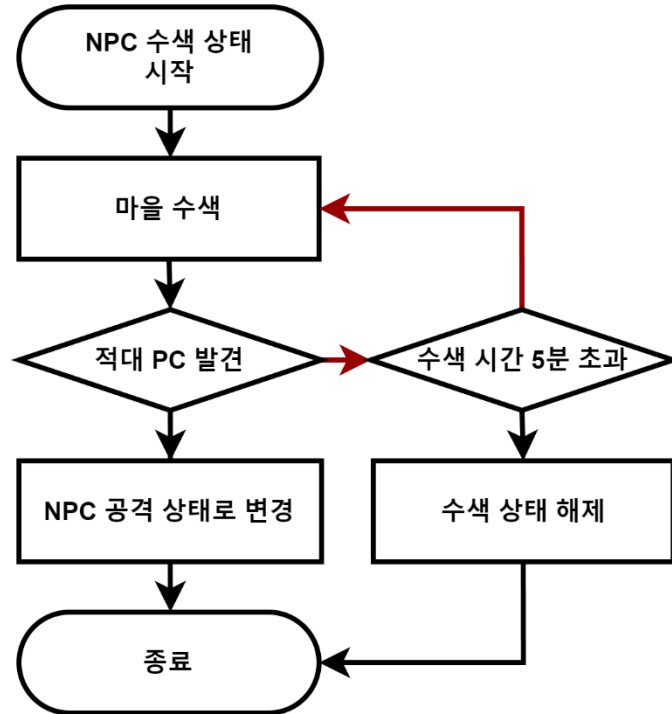 NPC 수색 상태
시작
마을 수색
적대 PC 발견
수색 시간 5분 초과
NPC 공격 상태로 변경
수색 상태 해제
종료